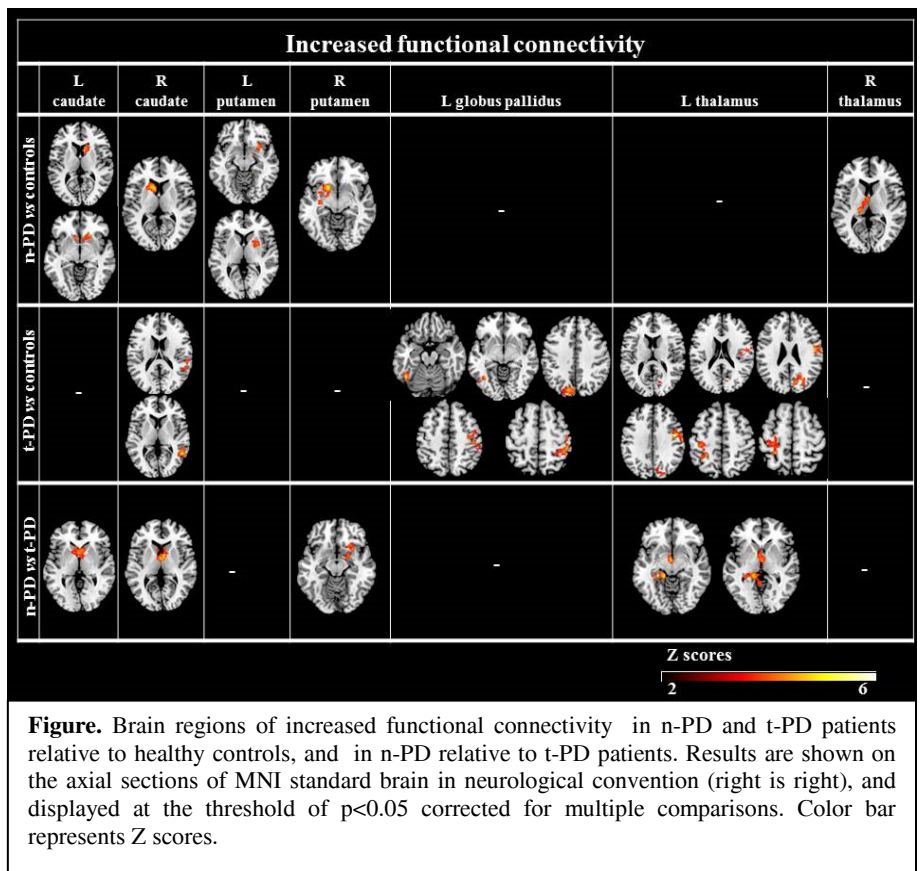 Increased functional connectivity
L caudate
R caudate
L putamen
R putamen
L globus pallidus
L thalamus
R thalamus
n-PD vs controls
-
-
t-PD vs controls
-
-
-
-
n-PD vs t-PD
-
-
-
Z scores
2 6
Figure. Brain regions of increased functional connectivity in n-PD and t-PD patients
relative to healthy controls, and in n-PD relative to t-PD patients. Results are shown on
the axial sections of MNI standard brain in neurological convention (right is right), and
displayed at the threshold of p<0.05 corrected for multiple comparisons. Color bar
represents Z scores.